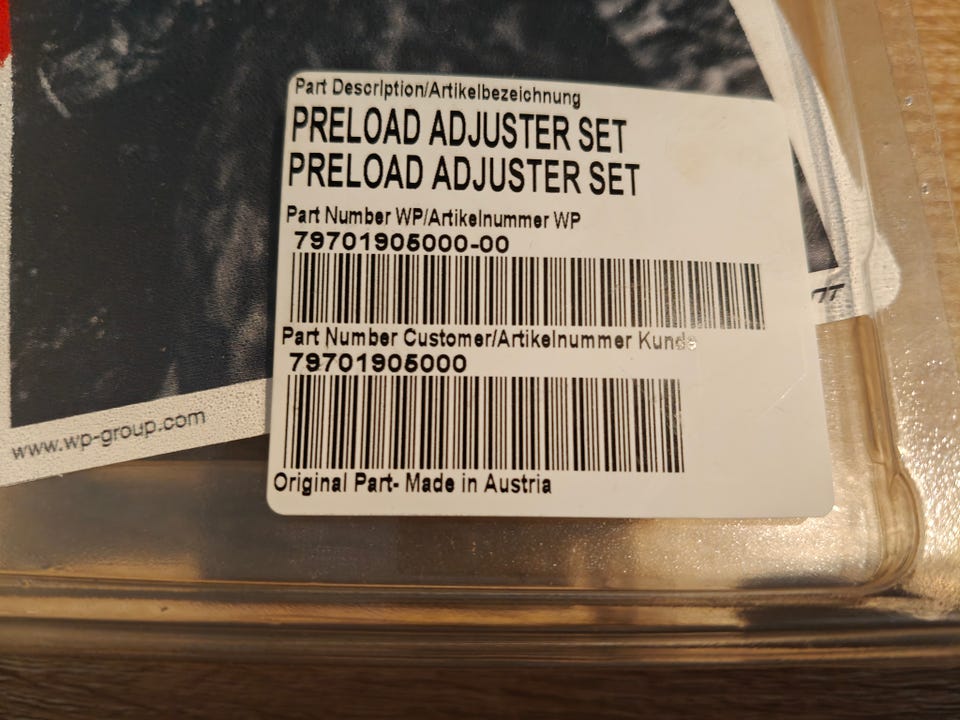 Part Description/Artikelbezeichnung
PRELOAD ADJUSTER SET
PRELOAD ADJUSTER SET
Part Number WP/Artikelnummer WP
79701905000-00
Part Number Customer/Artikelnummer Kunde
79701905000
Original Part- Made in Austria
www.wp-group.com